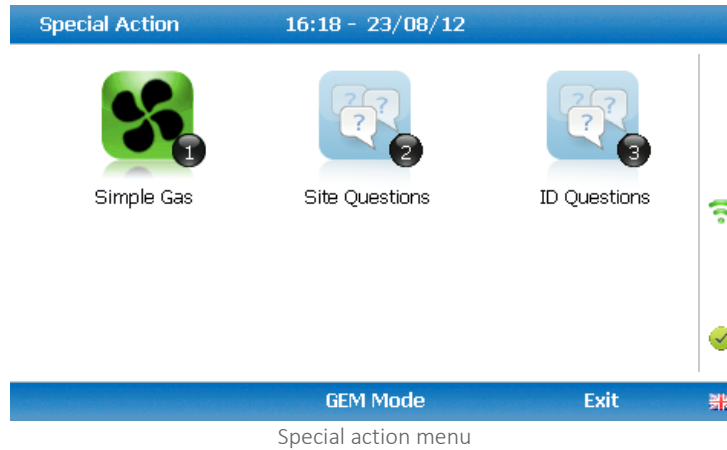 Special Action 16:18 - 23/08/12
? ? ?
? ? ?
1 2 3
Simple Gas Site Questions ID Questions
GEM Mode Exit
Special action menu